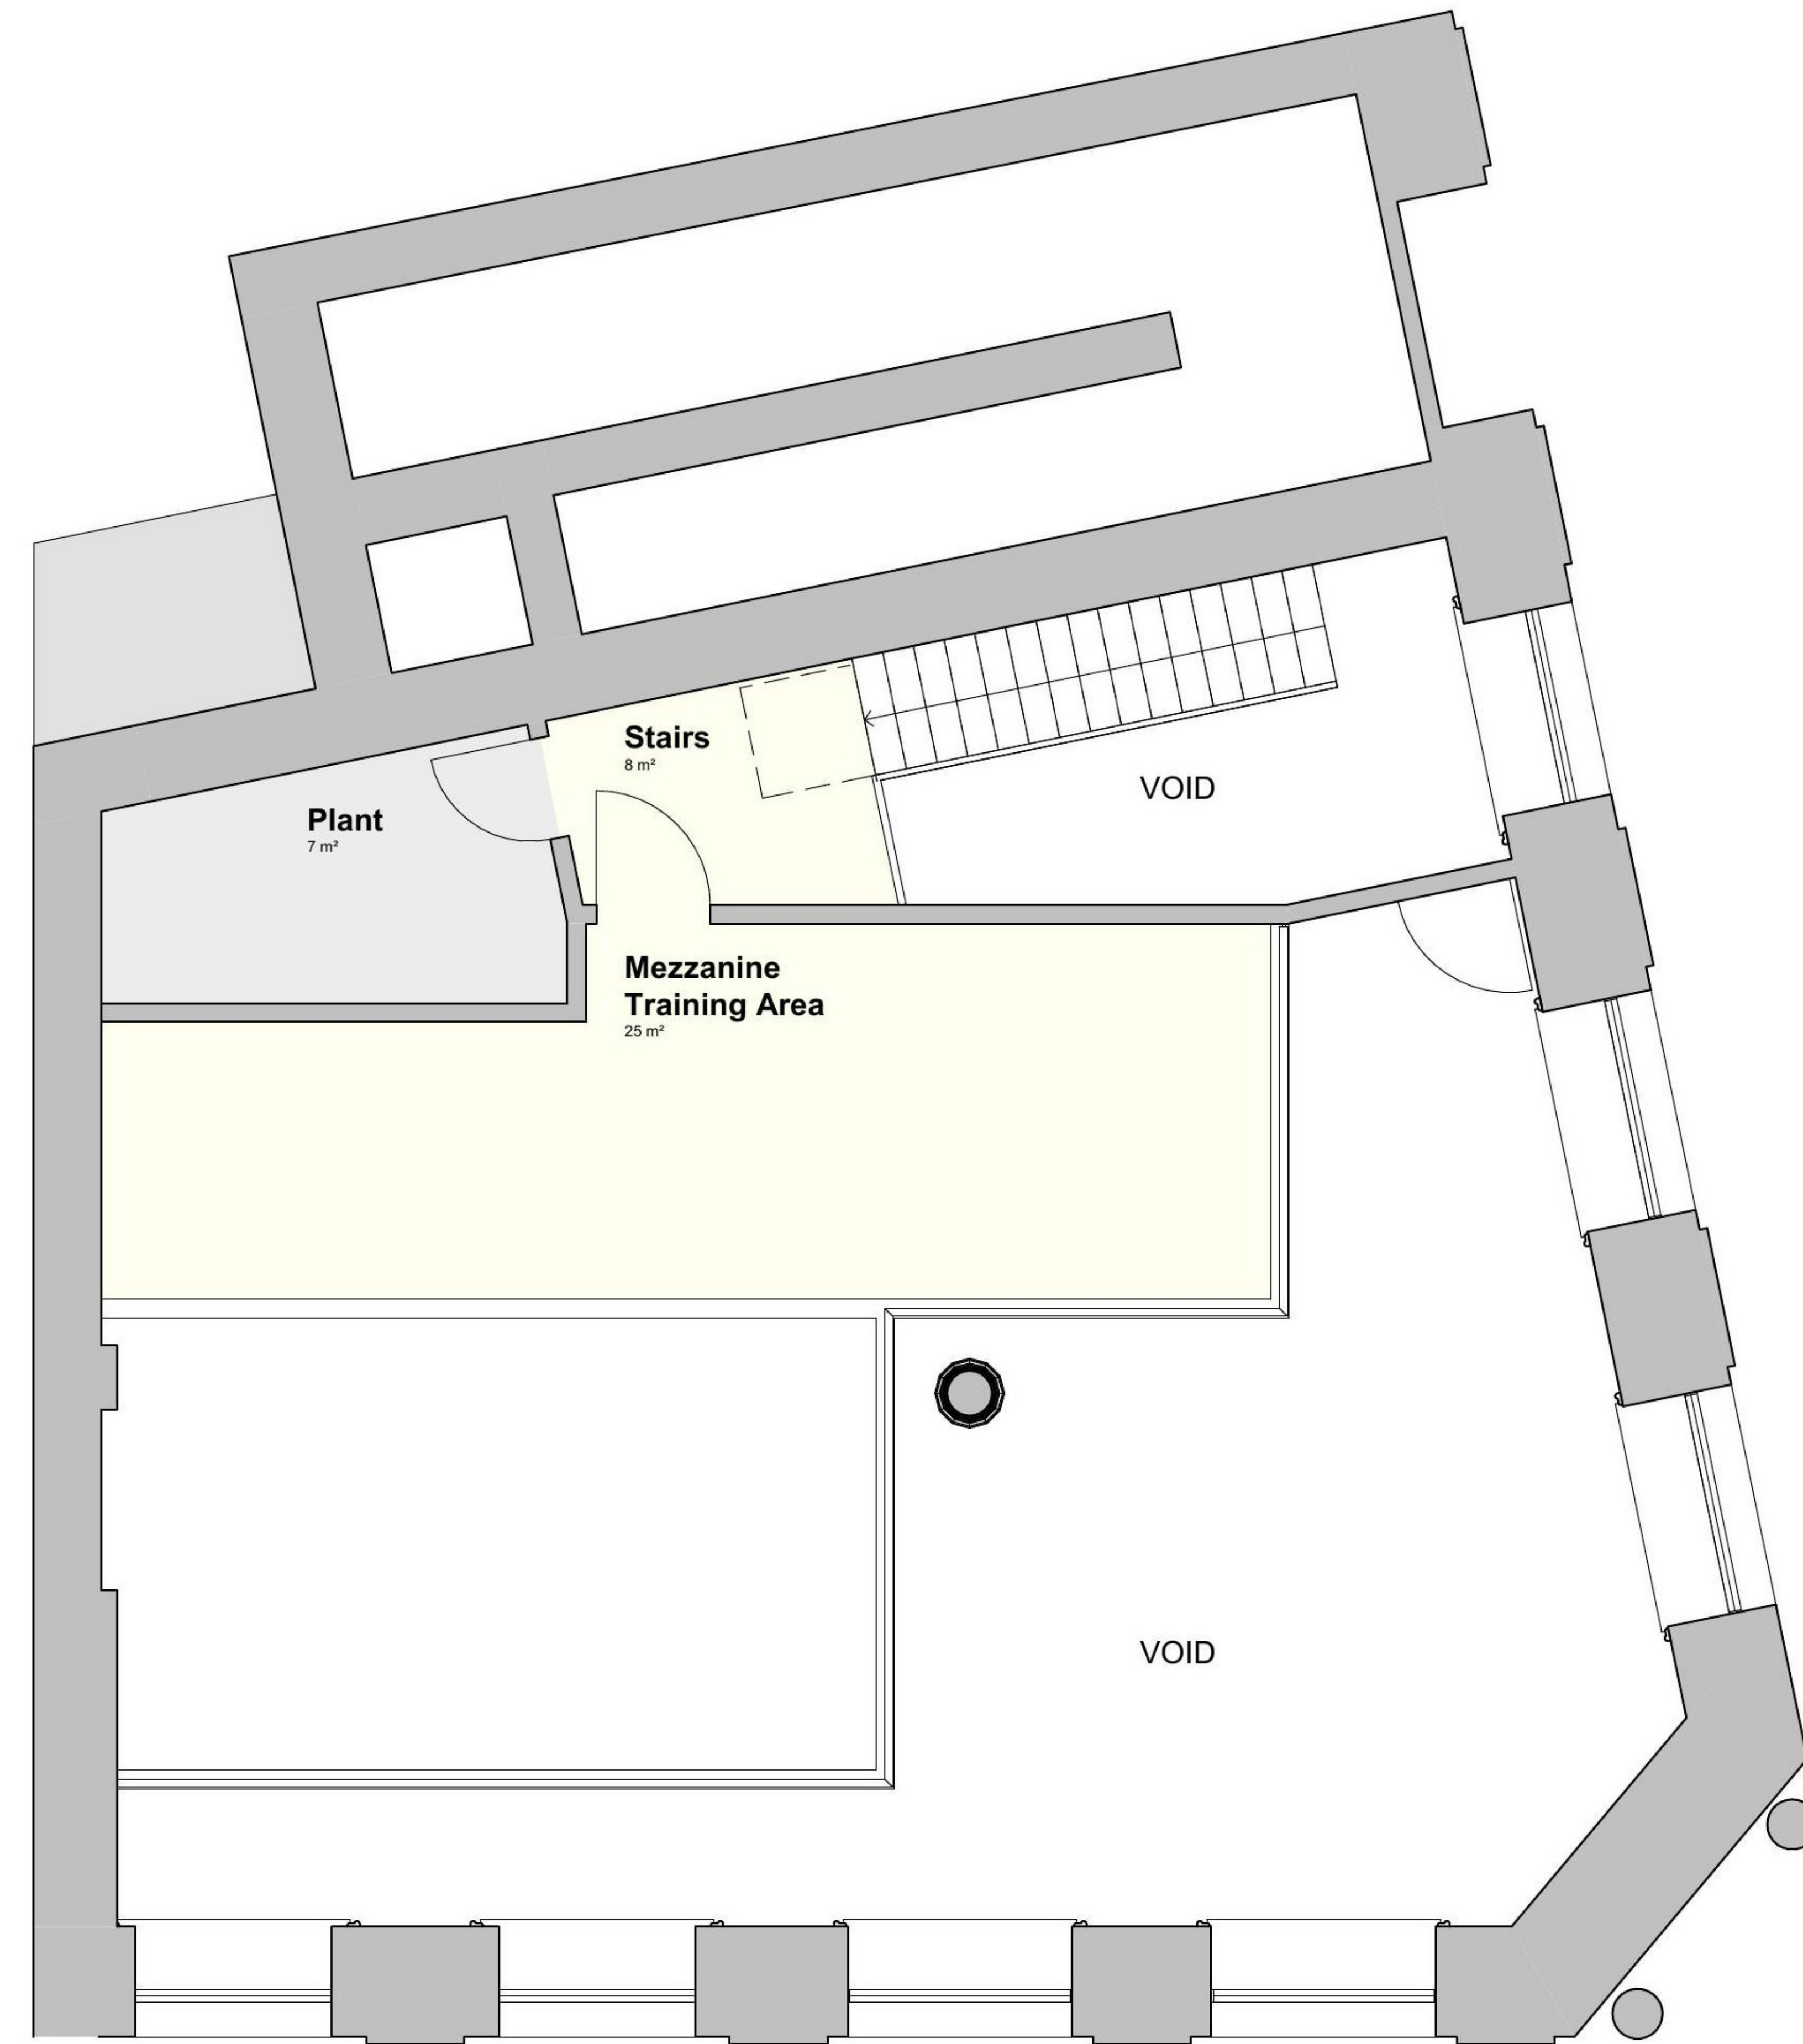 Stairs
8 m²
VOID
Plant
7 m²
Mezzanine
Training Area
25 m²
VOID